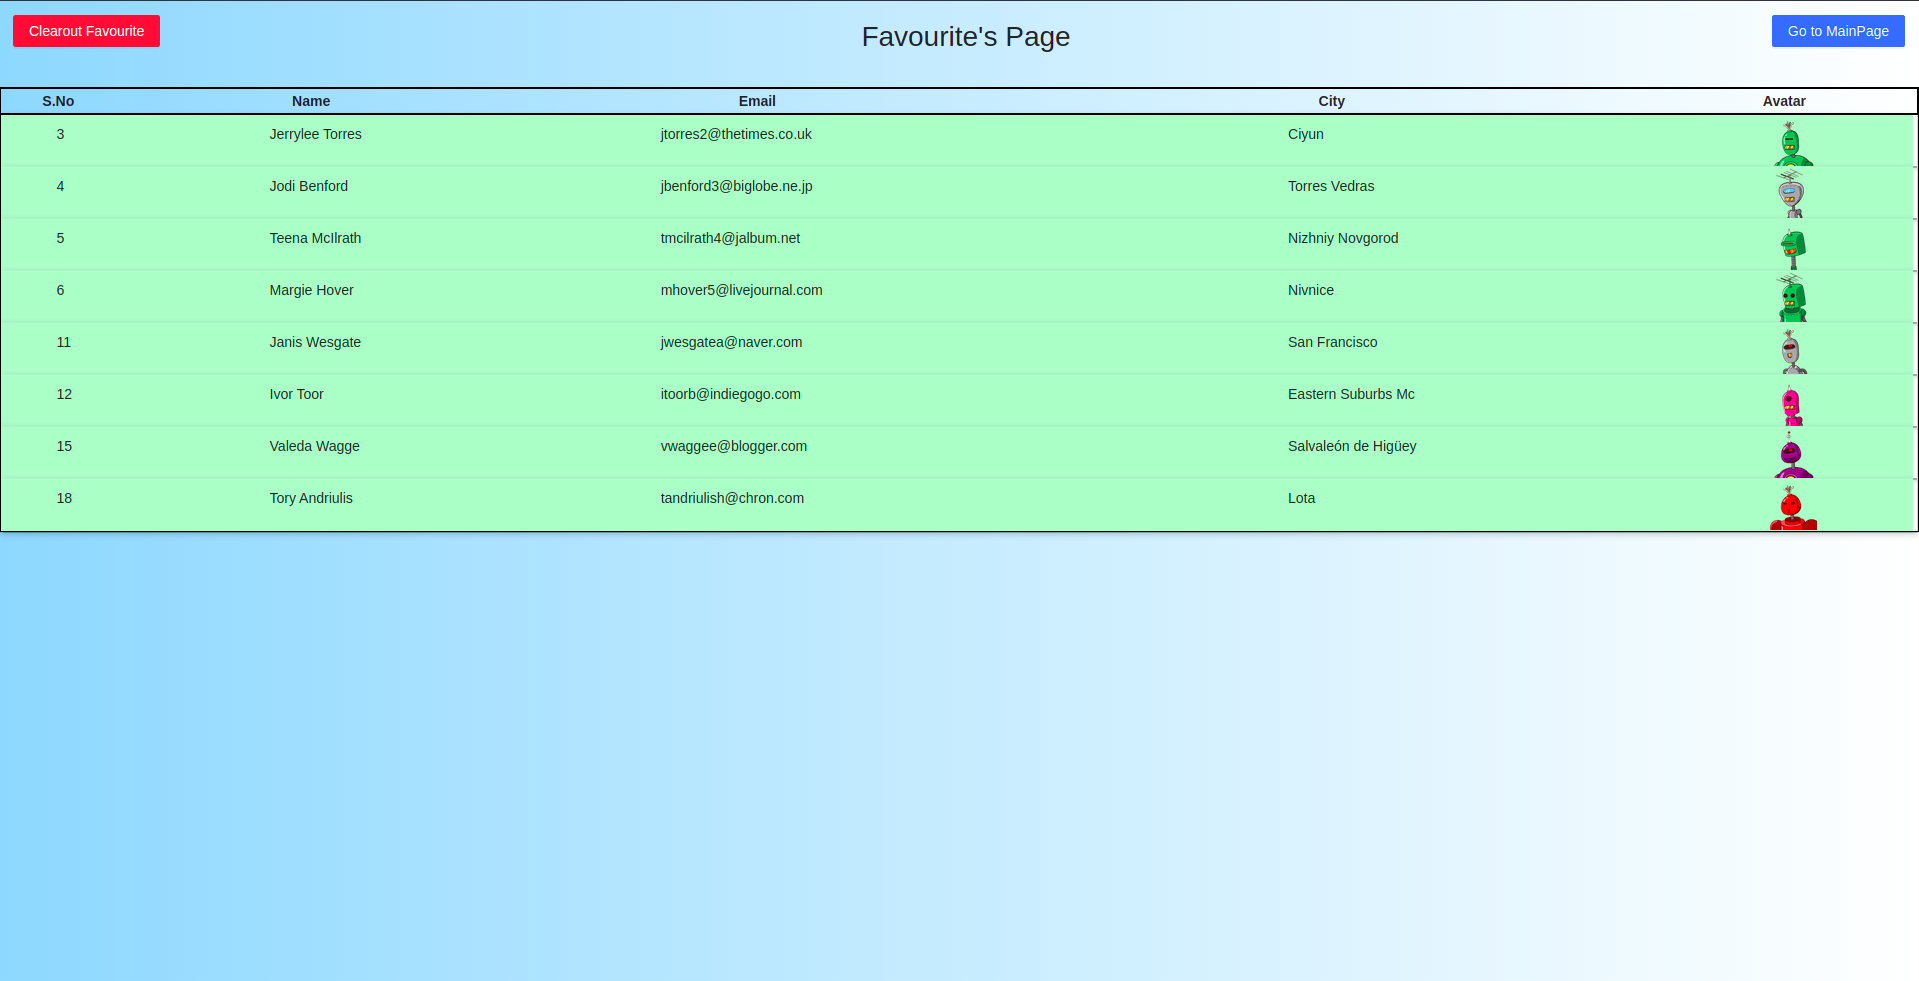 Clearout Favourite
Favourite's Page
Go to MainPage
S.No Name Email City Avatar
3 Jerrylee Torres jtorres2@thetimes.co.uk Ciyun
4 Jodi Benford jbenford3@biglobe.ne.jp Torres Vedras
5 Teena McIlrath tmcilrath4@jalbum.net Nizhniy Novgorod
6 Margie Hover mhover5@livejournal.com Nivnice
11 Janis Wesgate jwesgatea@naver.com San Francisco
12 Ivor Toor itoorb@indiegogo.com Eastern Suburbs Mc
15 Valeda Wagge vwaggee@blogger.com Salvaleón de Higüey
18 Tory Andriulis tandriulish@chron.com Lota